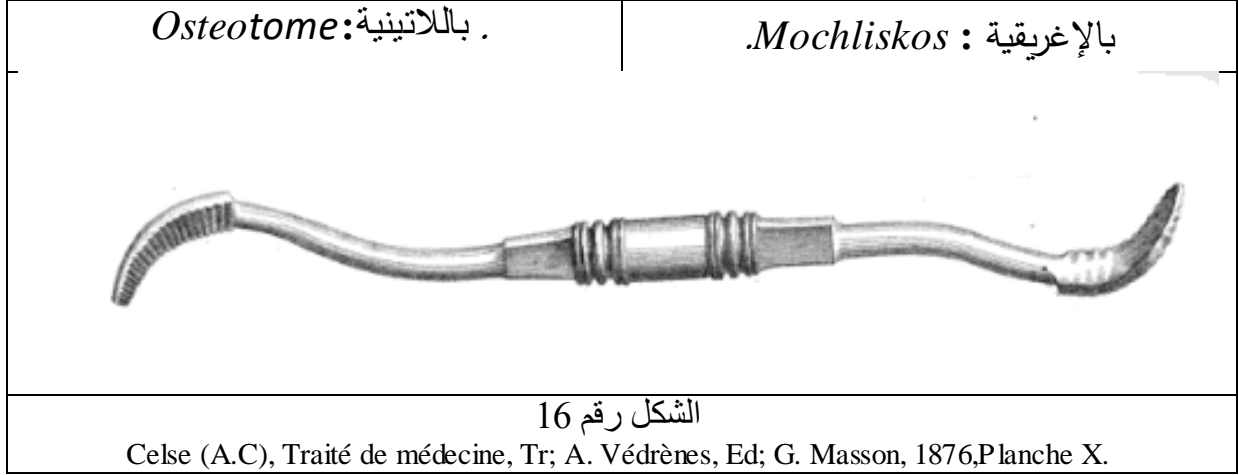 بالإغريقية : Mochliskos.
باللاتينية:Osteotome .
الشكل رقم 16
Celse (A.C), Traité de médecine, Tr; A. Védrènes, Ed; G. Masson, 1876,Planche X.